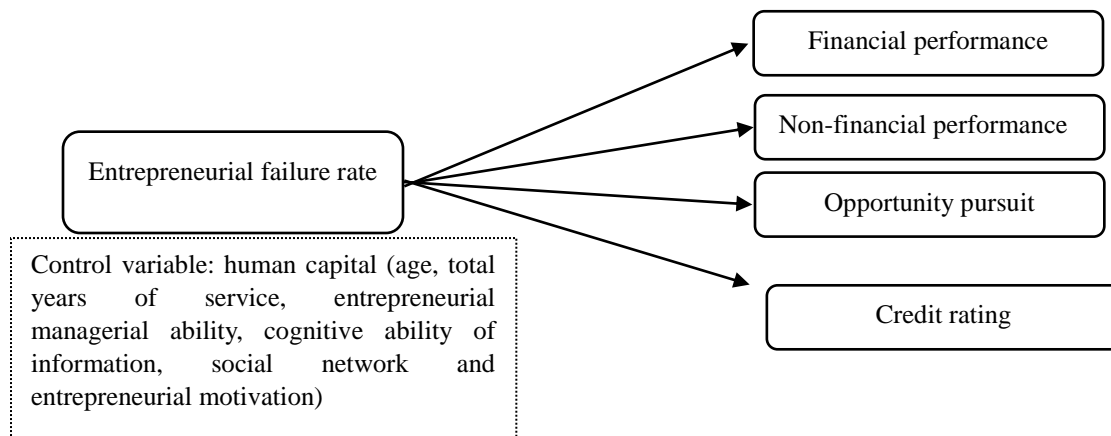 Financial performance
Non-financial performance
Entrepreneurial failure rate
Opportunity pursuit
Credit rating
Control variable: human capital (age, total
years of service, entrepreneurial
managerial ability, cognitive ability of
information, social network and
entrepreneurial motivation)